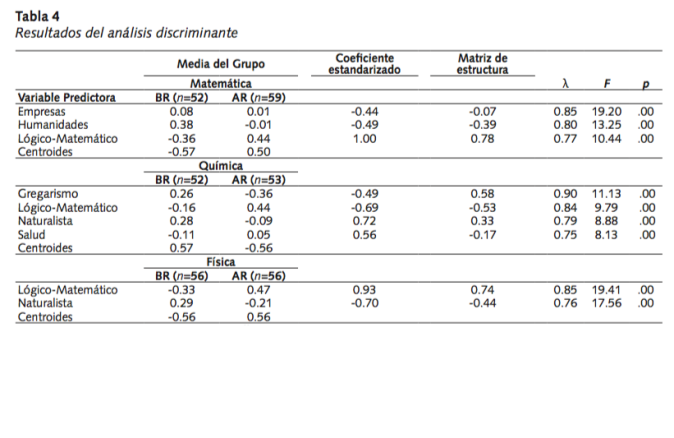 Tabla 4
Resultados del análisis discriminante
Media del Grupo Coeficiente estandarizado Matriz de estructura
Matemática λ F p
Variable Predictora BR (n=52) AR (n=59)
Empresas 0.08 0.01 -0.44 -0.07 0.85 19.20 .00
Humanidades 0.38 -0.01 -0.49 -0.39 0.80 13.25 .00
Lógico-Matemático -0.36 0.44 1.00 0.78 0.77 10.44 .00
Centroides -0.57 0.50
Química
BR (n=52) AR (n=53)
Gregarismo 0.26 -0.36 -0.49 0.58 0.90 11.13 .00
Lógico-Matemático -0.16 0.44 -0.69 -0.53 0.84 9.79 .00
Naturalista 0.28 -0.09 0.72 0.33 0.79 8.88 .00
Salud -0.11 0.05 0.56 -0.17 0.75 8.13 .00
Centroides 0.57 -0.56
Física
BR (n=56) AR (n=56)
Lógico-Matemático -0.33 0.47 0.93 0.74 0.85 19.41 .00
Naturalista 0.29 -0.21 -0.70 -0.44 0.76 17.56 .00
Centroides -0.56 0.56